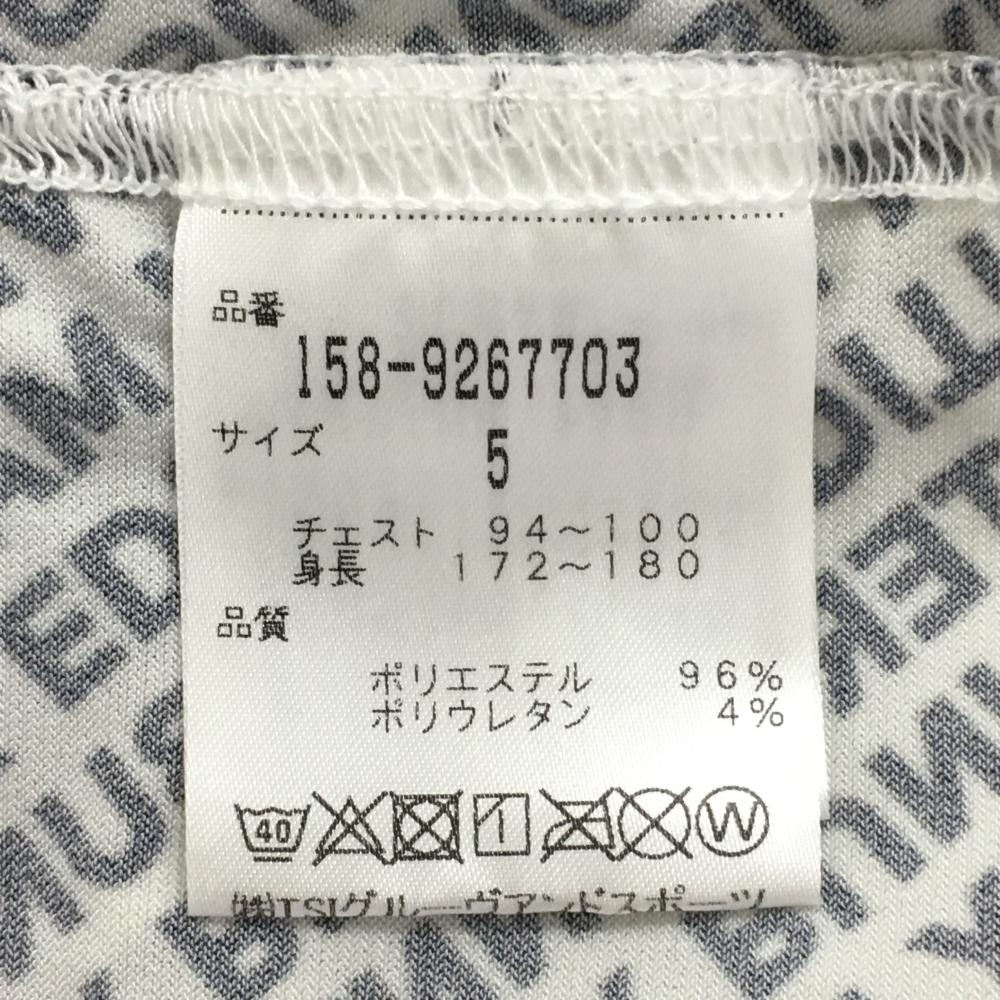 品番
158-9267703
サイズ 5
チェスト 94～100
身長 172～180
品質
ポリエステル 96%
ポリウレタン 4%
40 W
㈱TSIグルーヴアンドスポーツ
ED
MUS